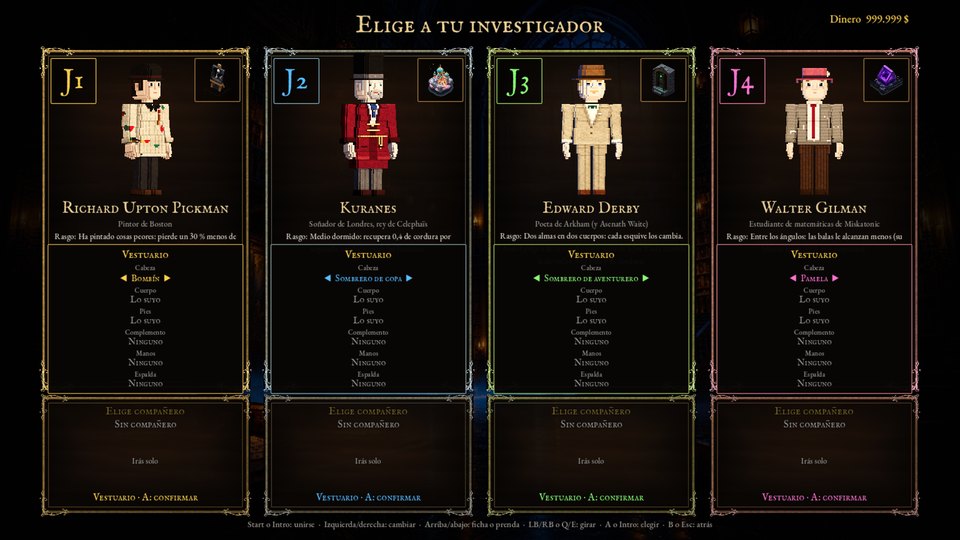 Elige a tu investigador
Dinero 999.999 $
J1
Richard Upton Pickman
Pintor de Boston
Rasgo: Ha pintado cosas peores: pierde un 30 % menos de
Vestuario
Cabeza
◄ Bombín ►
Cuerpo
Lo suyo
Pies
Lo suyo
Complemento
Ninguno
Manos
Ninguno
Espalda
Ninguno
Elige compañero
Sin compañero
Irás solo
Vestuario · A: confirmar
J2
Kuranes
Soñador de Londres, rey de Celephaïs
Rasgo: Medio dormido: recupera 0,4 de cordura por
Vestuario
Cabeza
◄ Sombrero de copa ►
Cuerpo
Lo suyo
Pies
Lo suyo
Complemento
Ninguno
Manos
Ninguno
Espalda
Ninguno
Elige compañero
Sin compañero
Irás solo
Vestuario · A: confirmar
J3
Edward Derby
Poeta de Arkham (y Asenath Waite)
Rasgo: Dos almas en dos cuerpos: cada esquive los cambia.
Vestuario
Cabeza
◄ Sombrero de aventurero ►
Cuerpo
Lo suyo
Pies
Lo suyo
Complemento
Ninguno
Manos
Ninguno
Espalda
Ninguno
Elige compañero
Sin compañero
Irás solo
Vestuario · A: confirmar
J4
Walter Gilman
Estudiante de matemáticas de Miskatonic
Rasgo: Entre los ángulos: las balas le alcanzan menos (su
Vestuario
Cabeza
◄ Pamela ►
Cuerpo
Lo suyo
Pies
Lo suyo
Complemento
Ninguno
Manos
Ninguno
Espalda
Ninguno
Elige compañero
Sin compañero
Irás solo
Vestuario · A: confirmar
Start o Intro: unirse · Izquierda/derecha: cambiar · Arriba/abajo: ficha o prenda · LB/RB o Q/E: girar · A o Intro: elegir · B o Esc: atrás